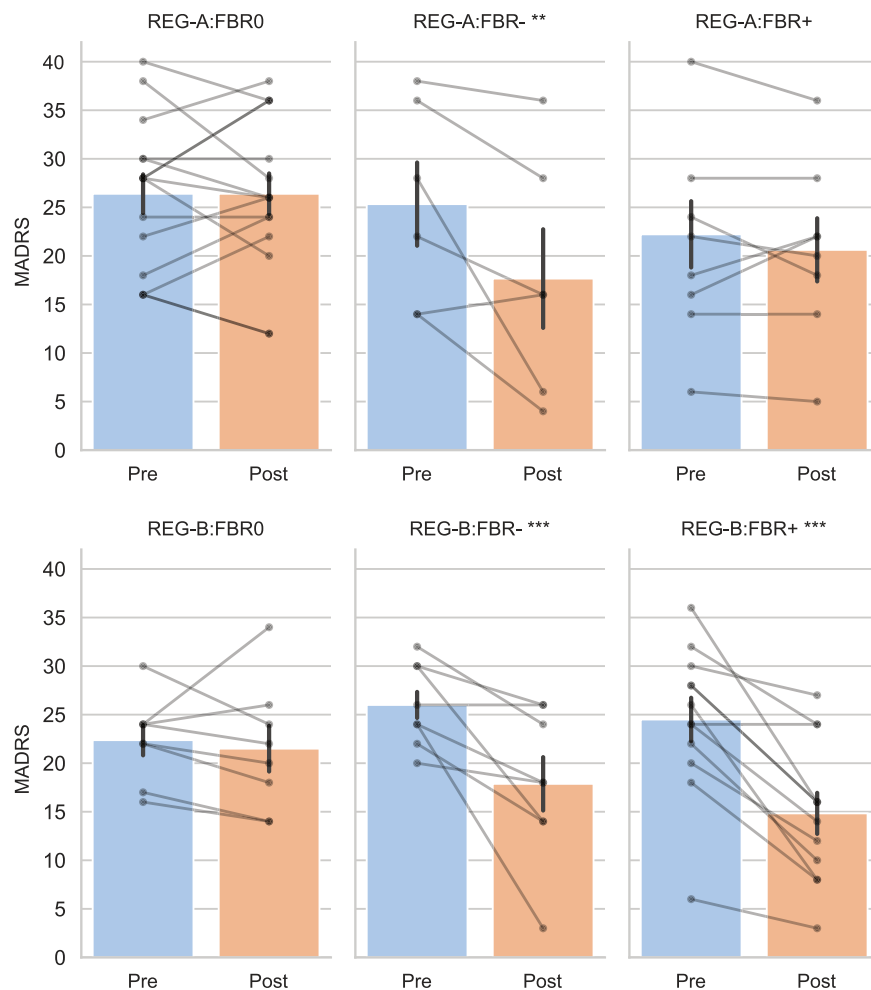 REG-A:FBR0
REG-A:FBR- **
REG-A:FBR+
MADRS
40
35
30
25
20
15
10
5
0
Pre
Post
Pre
Post
Pre
Post
REG-B:FBR0
REG-B:FBR- ***
REG-B:FBR+ ***
MADRS
40
35
30
25
20
15
10
5
0
Pre
Post
Pre
Post
Pre
Post